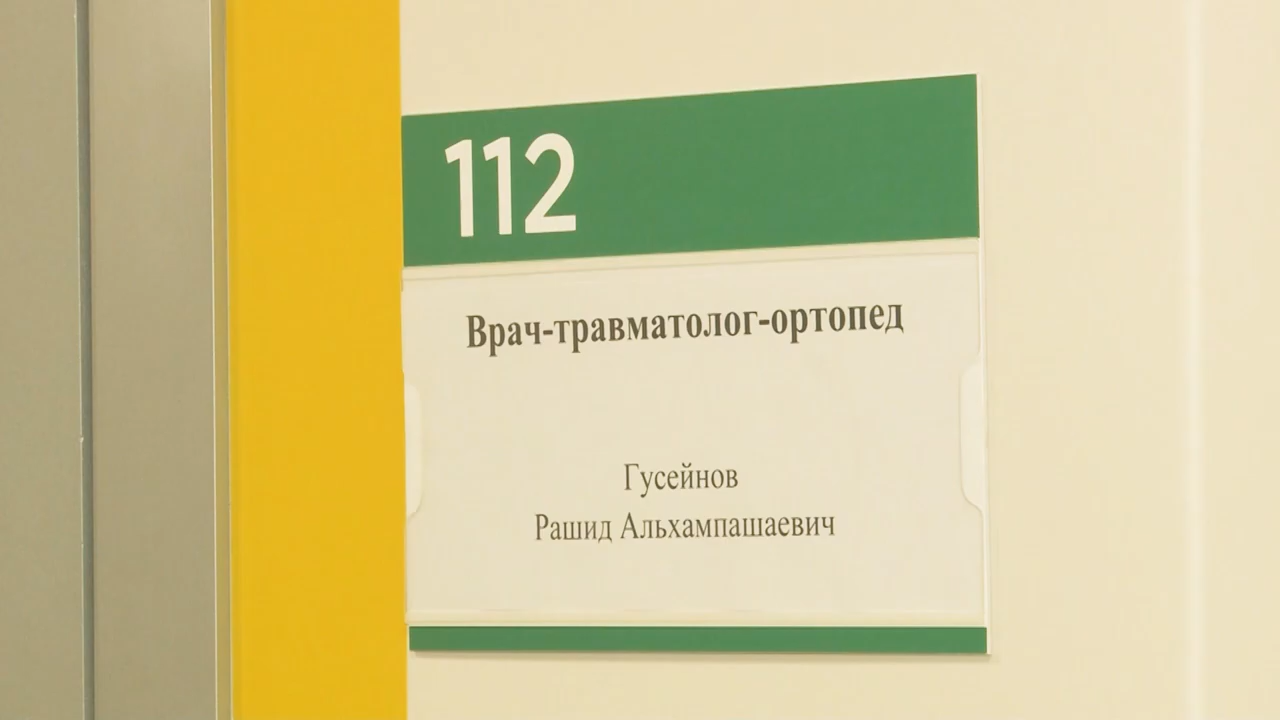 112
Врач-травматолог-ортопед
Гусейнов
Рашид Альхампашаевич